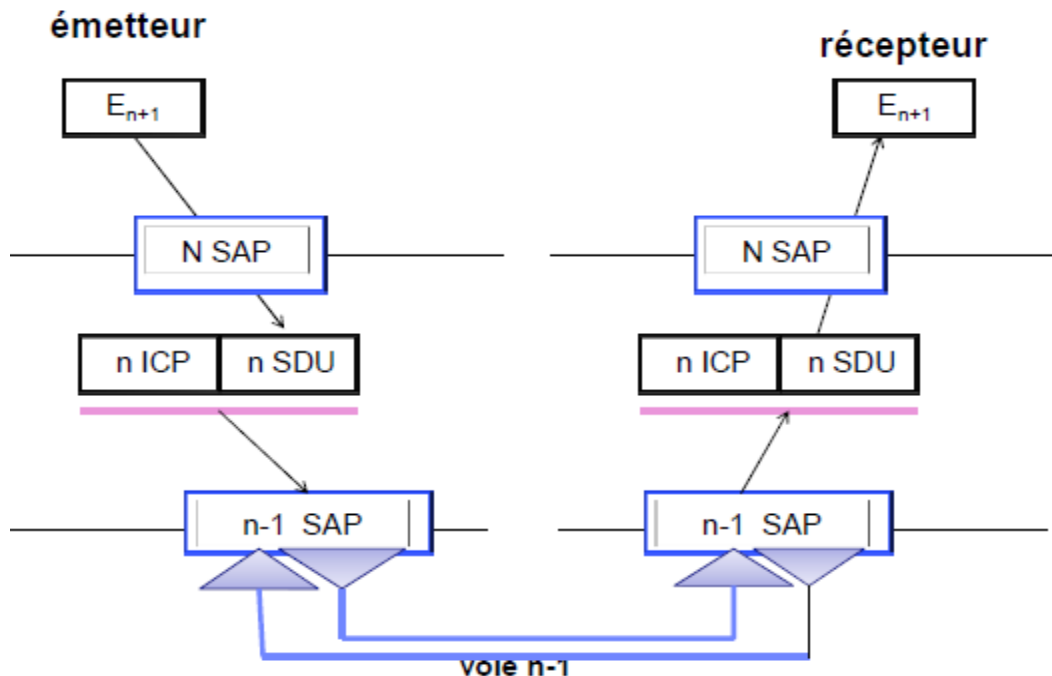 émetteur
récepteur
En+1
En+1
N SAP
N SAP
n ICP
n SDU
n ICP
n SDU
n-1 SAP
n-1 SAP
voie n-1